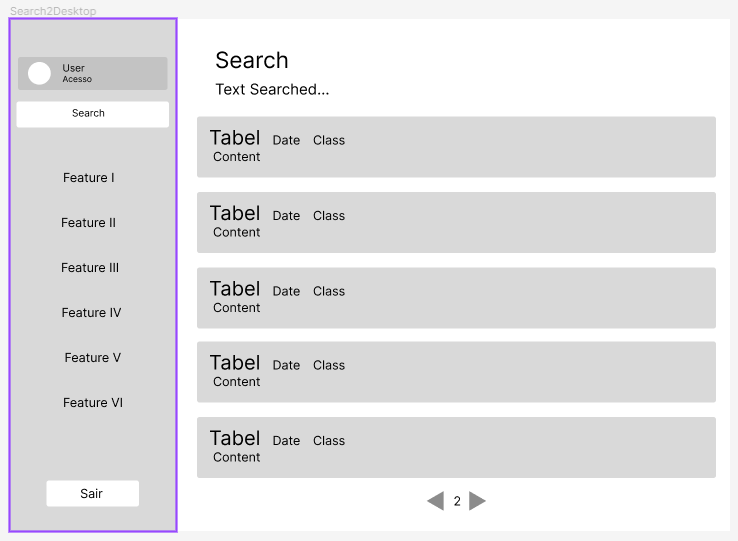 Search2Desktop
User
Acesso
Search
Feature I
Feature II
Feature III
Feature IV
Feature V
Feature VI
Sair
Search
Text Searched...
Tabel Date Class
Content
Tabel Date Class
Content
Tabel Date Class
Content
Tabel Date Class
Content
Tabel Date Class
Content
2